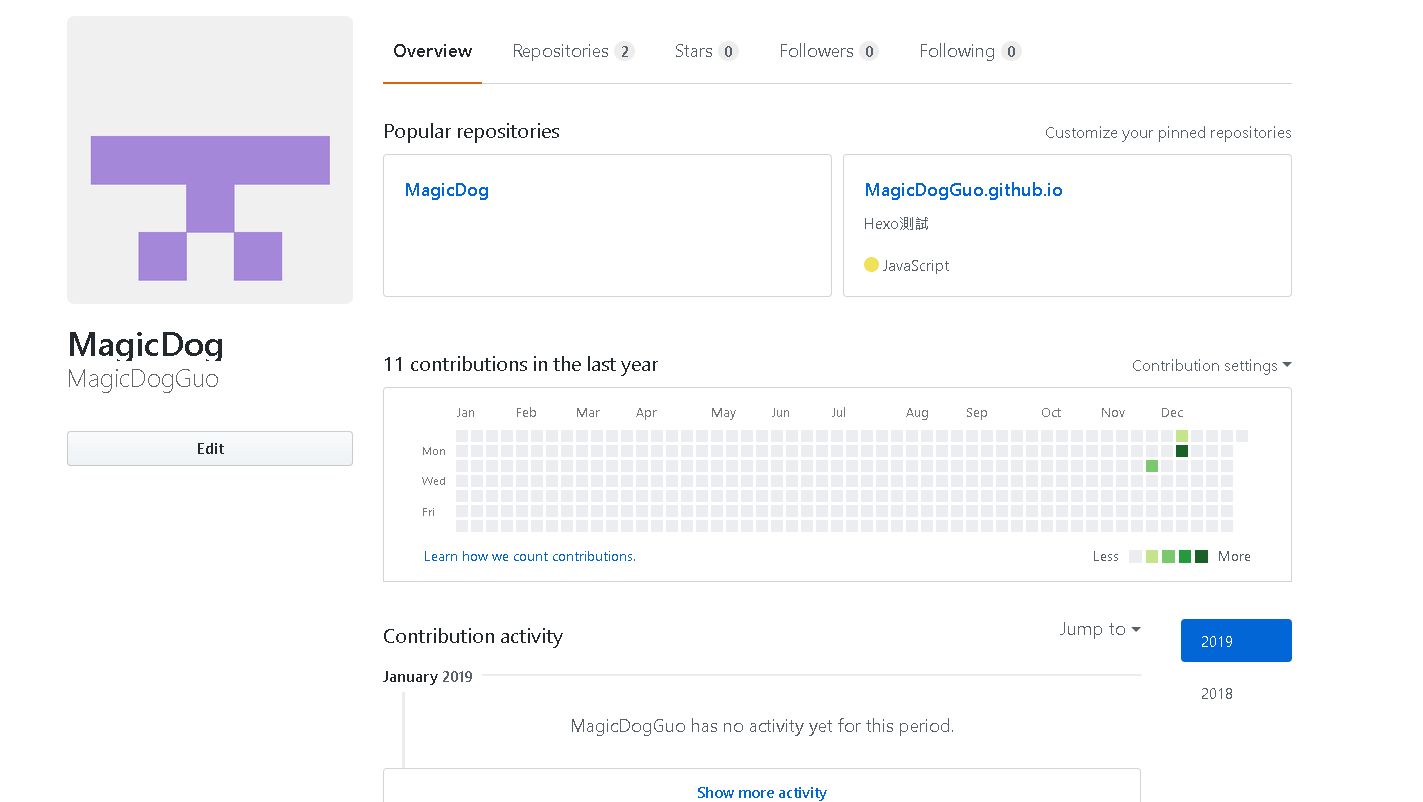 Overview Repositories 2 Stars 0 Followers 0 Following 0
Popular repositories Customize your pinned repositories
MagicDog
MagicDogGuo.github.io
Hexo測試
JavaScript
MagicDog
MagicDogGuo
Edit
11 contributions in the last year Contribution settings
Jan Feb Mar Apr May Jun Jul Aug Sep Oct Nov Dec
Mon
Wed
Fri
Learn how we count contributions. Less More
Contribution activity Jump to
2019
2018
January 2019
MagicDogGuo has no activity yet for this period.
Show more activity